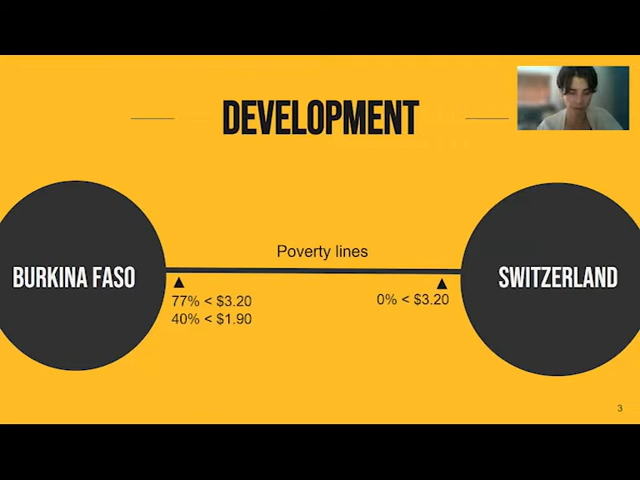 DEVELOPMENT
Poverty lines
BURKINA FASO
SWITZERLAND
77% < $3.20
40% < $1.90
0% < $3.20
3